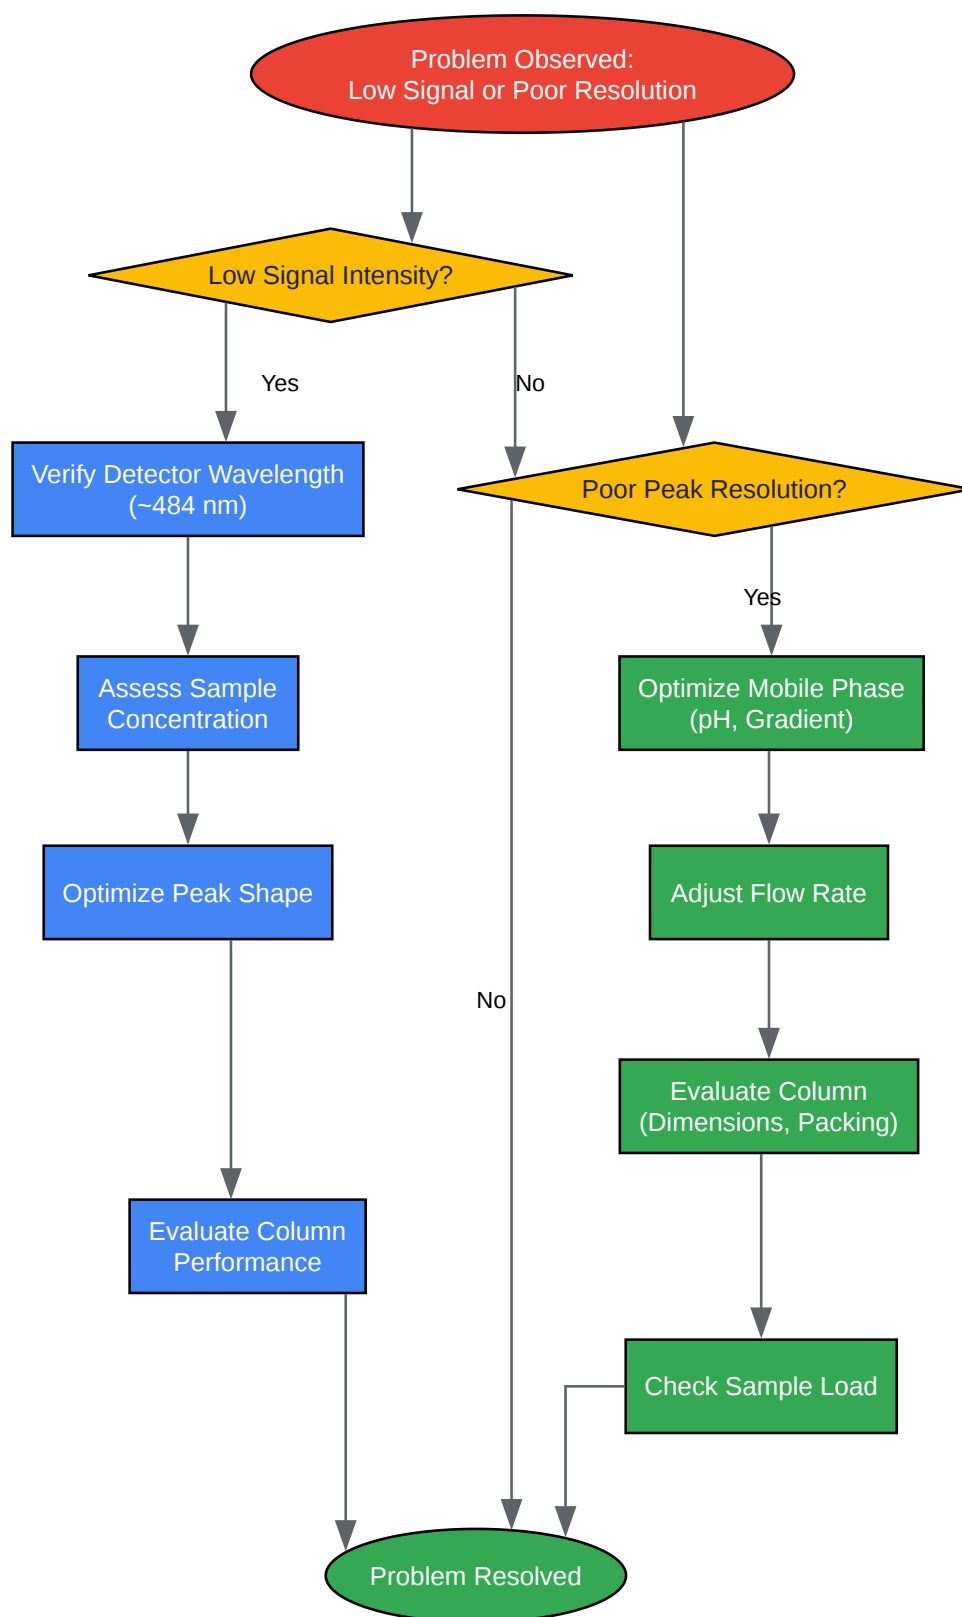 Problem Observed:
Low Signal or Poor Resolution
Low Signal Intensity?
Yes
No
Verify Detector Wavelength
(~484 nm)
Poor Peak Resolution?
Yes
Assess Sample
Concentration
Optimize Mobile Phase
(pH, Gradient)
Optimize Peak Shape
Adjust Flow Rate
No
Evaluate Column
(Dimensions, Packing)
Evaluate Column
Performance
Check Sample Load
Problem Resolved